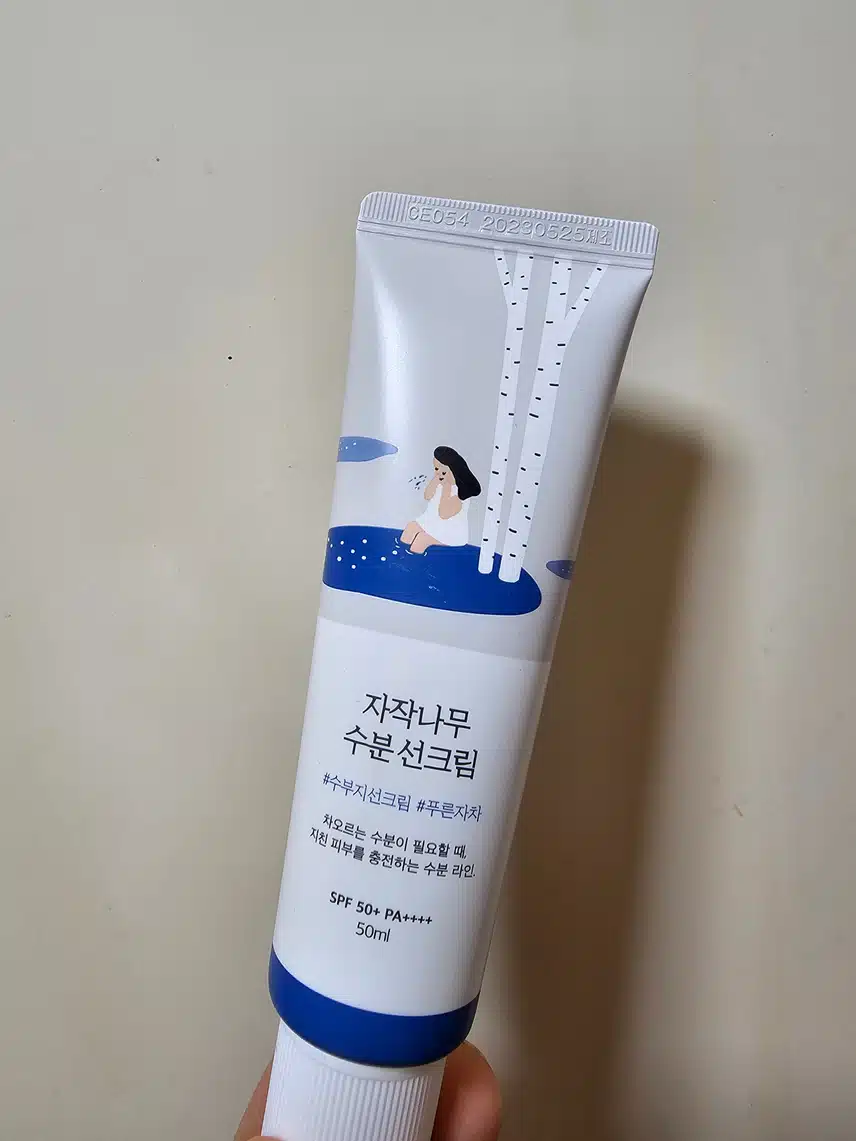 CE054 20230525제조
자작나무
수분 선크림
#수부지선크림 #푸른자차
차오르는 수분이 필요할 때,
지친 피부를 충전하는 수분 라인.
SPF 50+ PA++++
50ml